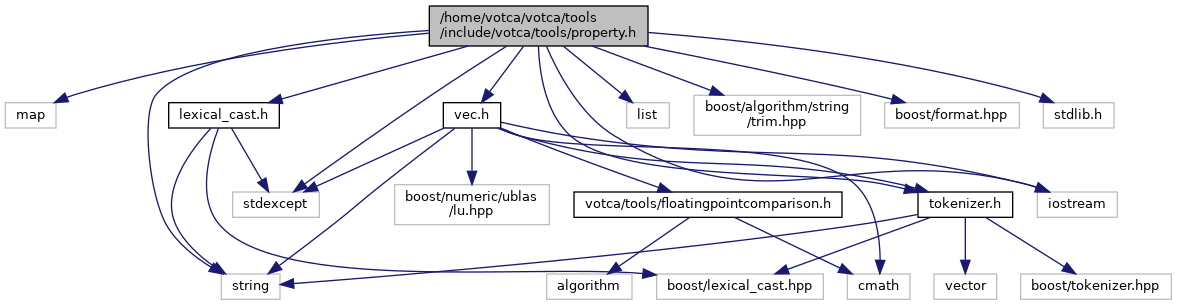 /home/votca/votca/tools
/include/votca/tools/property.h
map
lexical_cast.h
vec.h
list
boost/algorithm/string
/trim.hpp
boost/format.hpp
stdlib.h
stdexcept
boost/numeric/ublas
/lu.hpp
votca/tools/floatingpointcomparison.h
tokenizer.h
iostream
string
algorithm
boost/lexical_cast.hpp
cmath
vector
boost/tokenizer.hpp